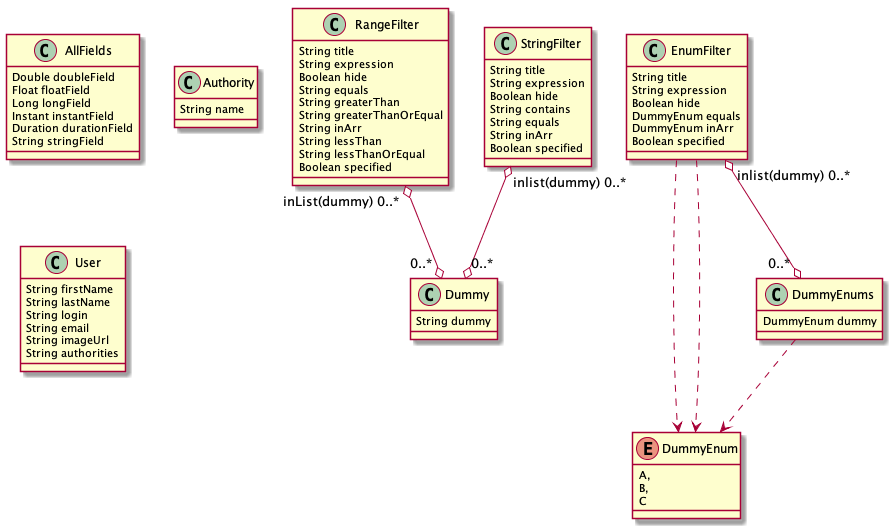 C AllFields
Double doubleField
Float floatField
Long longField
Instant instantField
Duration durationField
String stringField
C Authority
String name
C RangeFilter
String title
String expression
Boolean hide
String equals
String greaterThan
String greaterThanOrEqual
String inArr
String lessThan
String lessThanOrEqual
Boolean specified
C StringFilter
String title
String expression
Boolean hide
String contains
String equals
String inArr
Boolean specified
C EnumFilter
String title
String expression
Boolean hide
DummyEnum equals
DummyEnum inArr
Boolean specified
inList(dummy) 0..*
inlist(dummy) 0..*
inlist(dummy) 0..*
0..*
0..*
0..*
C User
String firstName
String lastName
String login
String email
String imageUrl
String authorities
C Dummy
String dummy
C DummyEnums
DummyEnum dummy
E DummyEnum
A,
B,
C